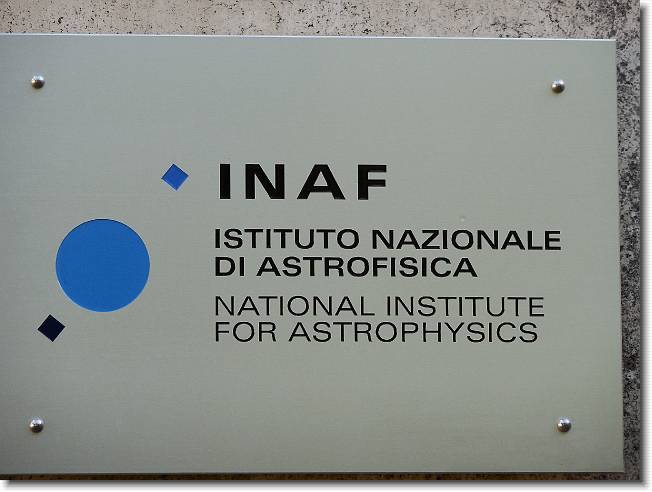 INAF
ISTITUTO NAZIONALE
DI ASTROFISICA
NATIONAL INSTITUTE
FOR ASTROPHYSICS